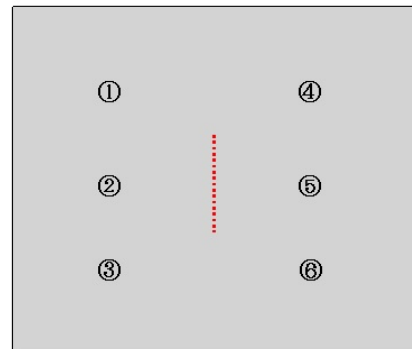 ① ④
② ⑤
③ ⑥